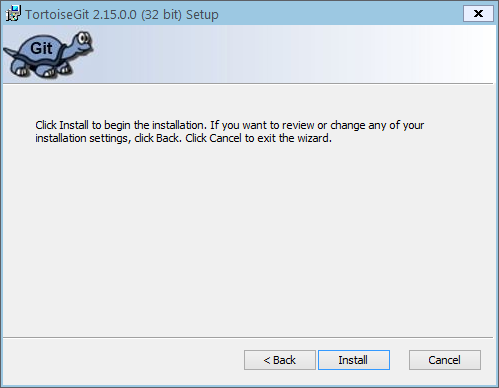 TortoiseGit 2.15.0.0 (32 bit) Setup
Git
Click Install to begin the installation. If you want to review or change any of your
installation settings, click Back. Click Cancel to exit the wizard.
< Back Install Cancel